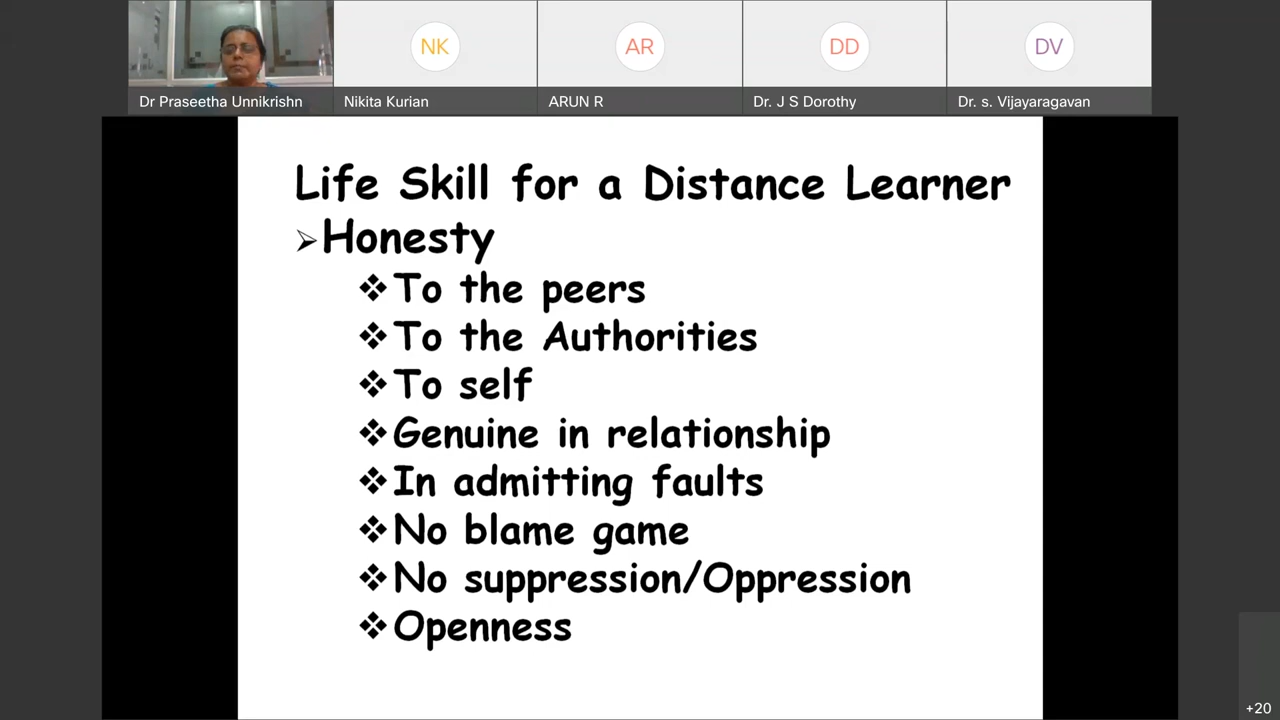 NK
AR
DD
DV
Dr Praseetha Unnikrishn
Nikita Kurian
ARUN R
Dr. J S Dorothy
Dr. s. Vijayaragavan
Life Skill for a Distance Learner
➢Honesty
❖To the peers
❖To the Authorities
❖To self
❖Genuine in relationship
❖In admitting faults
❖No blame game
❖No suppression/Oppression
❖Openness
+20